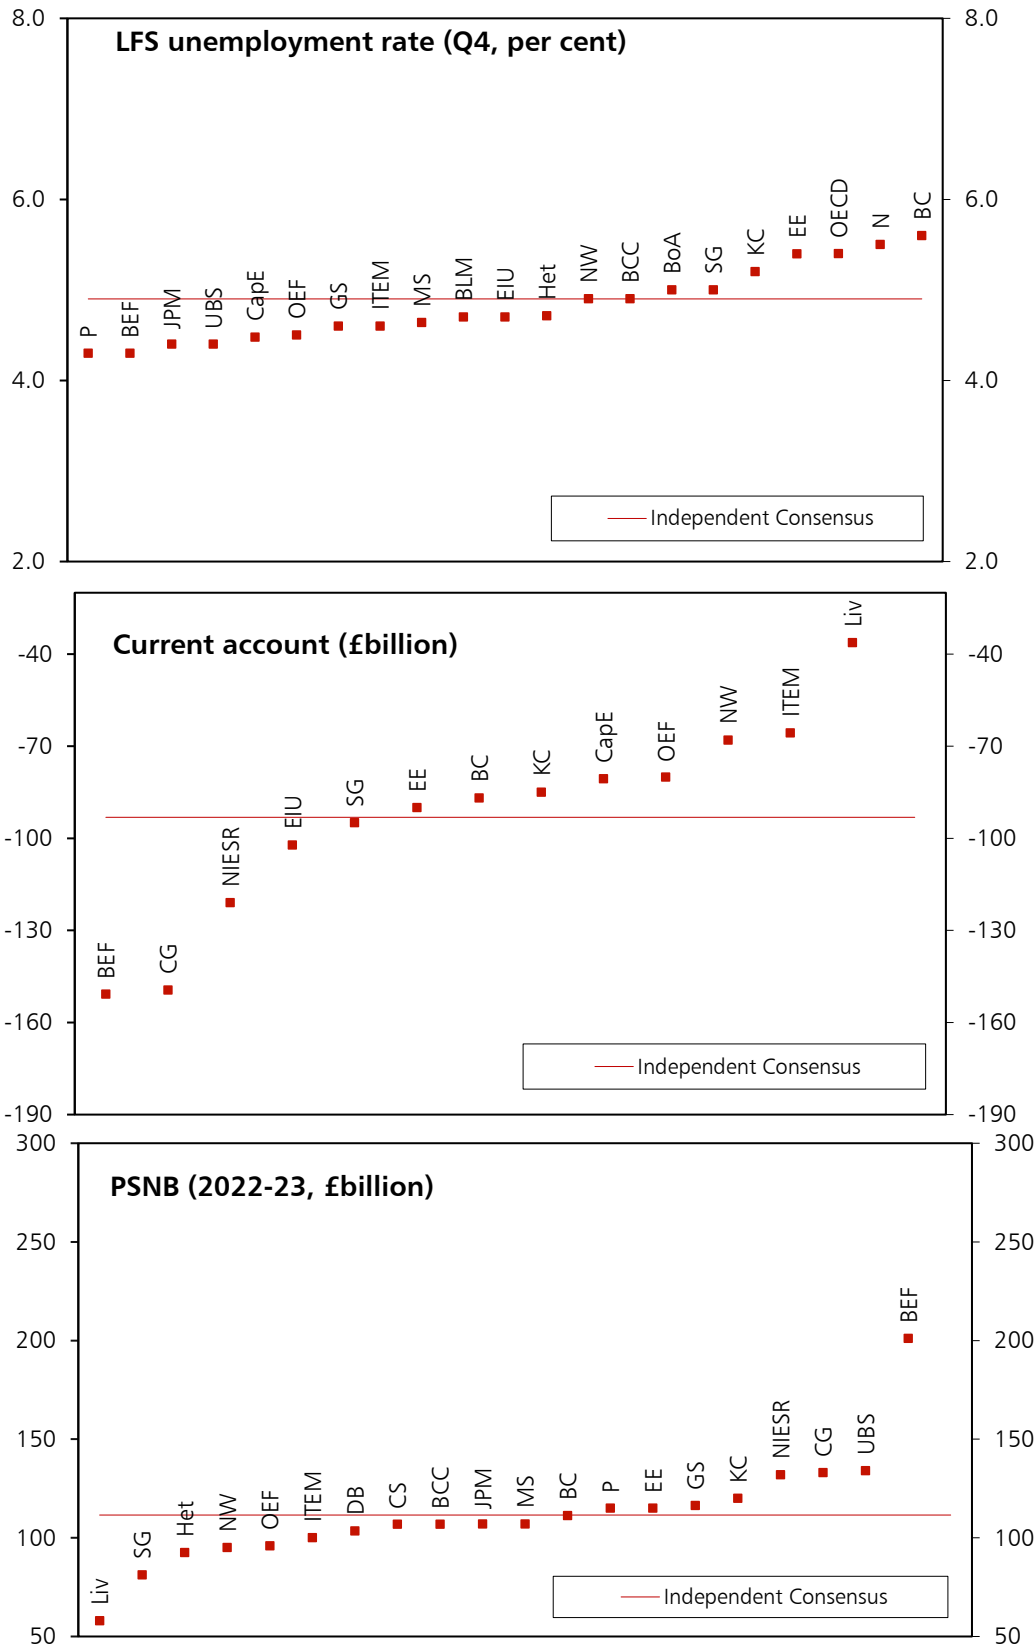 LFS unemployment rate (Q4, per cent)
8.0 8.0
6.0 6.0
4.0 4.0
2.0 2.0
P BEF JPM UBS CapE OEF GS ITEM MS BLM EIU Het NW BCC BoA SG KC EE OECD N BC
Independent Consensus
Current account (£billion)
-40 -40
-70 -70
-100 -100
-130 -130
-160 -160
-190 -190
BEF CG NIESR EIU SG EE BC KC CapE OEF NW ITEM Liv
Independent Consensus
PSNB (2022-23, £billion)
300 300
250 250
200 200
150 150
100 100
50 50
Liv SG Het NW OEF ITEM DB CS BCC JPM MS BC P EE GS KC NIESR CG UBS BEF
Independent Consensus